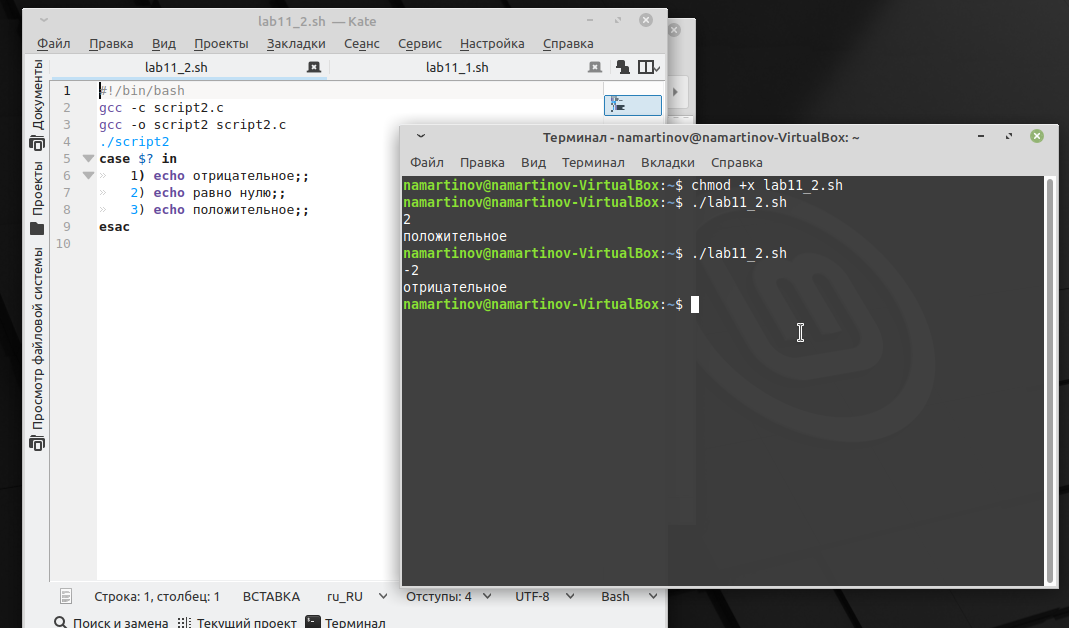 lab11_2.sh — Kate
Файл Правка Вид Проекты Закладки Сеанс Сервис Настройка Справка
lab11_2.sh lab11_1.sh
Документы
Проекты
Просмотр файловой системы
1 #!/bin/bash
2 gcc -c script2.c
3 gcc -o script2 script2.c
4 ./script2
5 case $? in
6 » 1) echo отрицательное;;
7 » 2) echo равно нулю;;
8 » 3) echo положительное;;
9 esac
10
Строка: 1, столбец: 1 ВСТАВКА ru_RU Отступы: 4 UTF-8 Bash
Поиск и замена Текущий проект Терминал
Терминал - namartinov@namartinov-VirtualBox: ~
Файл Правка Вид Терминал Вкладки Справка
namartinov@namartinov-VirtualBox:~$ chmod +x lab11_2.sh
namartinov@namartinov-VirtualBox:~$ ./lab11_2.sh
2
положительное
namartinov@namartinov-VirtualBox:~$ ./lab11_2.sh
-2
отрицательное
namartinov@namartinov-VirtualBox:~$